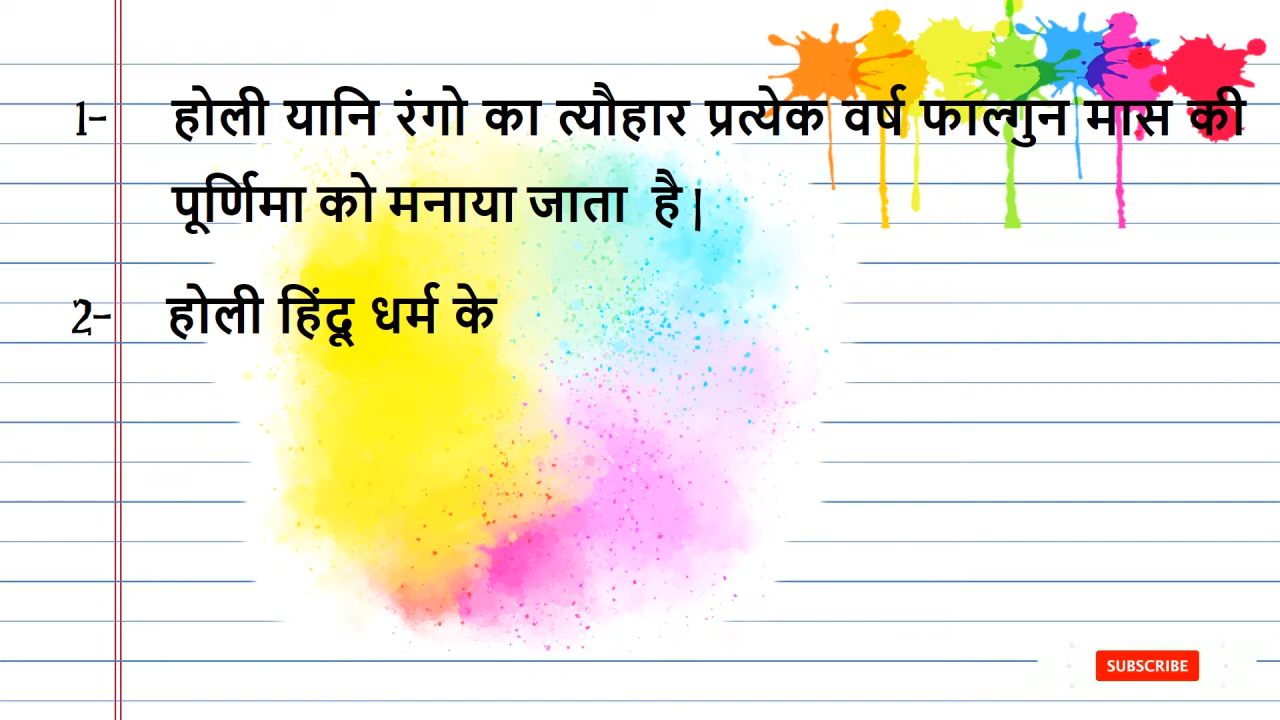 1- होली यानि रंगो का त्यौहार प्रत्येक वर्ष फाल्गुन मास की
पूर्णिमा को मनाया जाता है |
2- होली हिंदू धर्म के
SUBSCRIBE